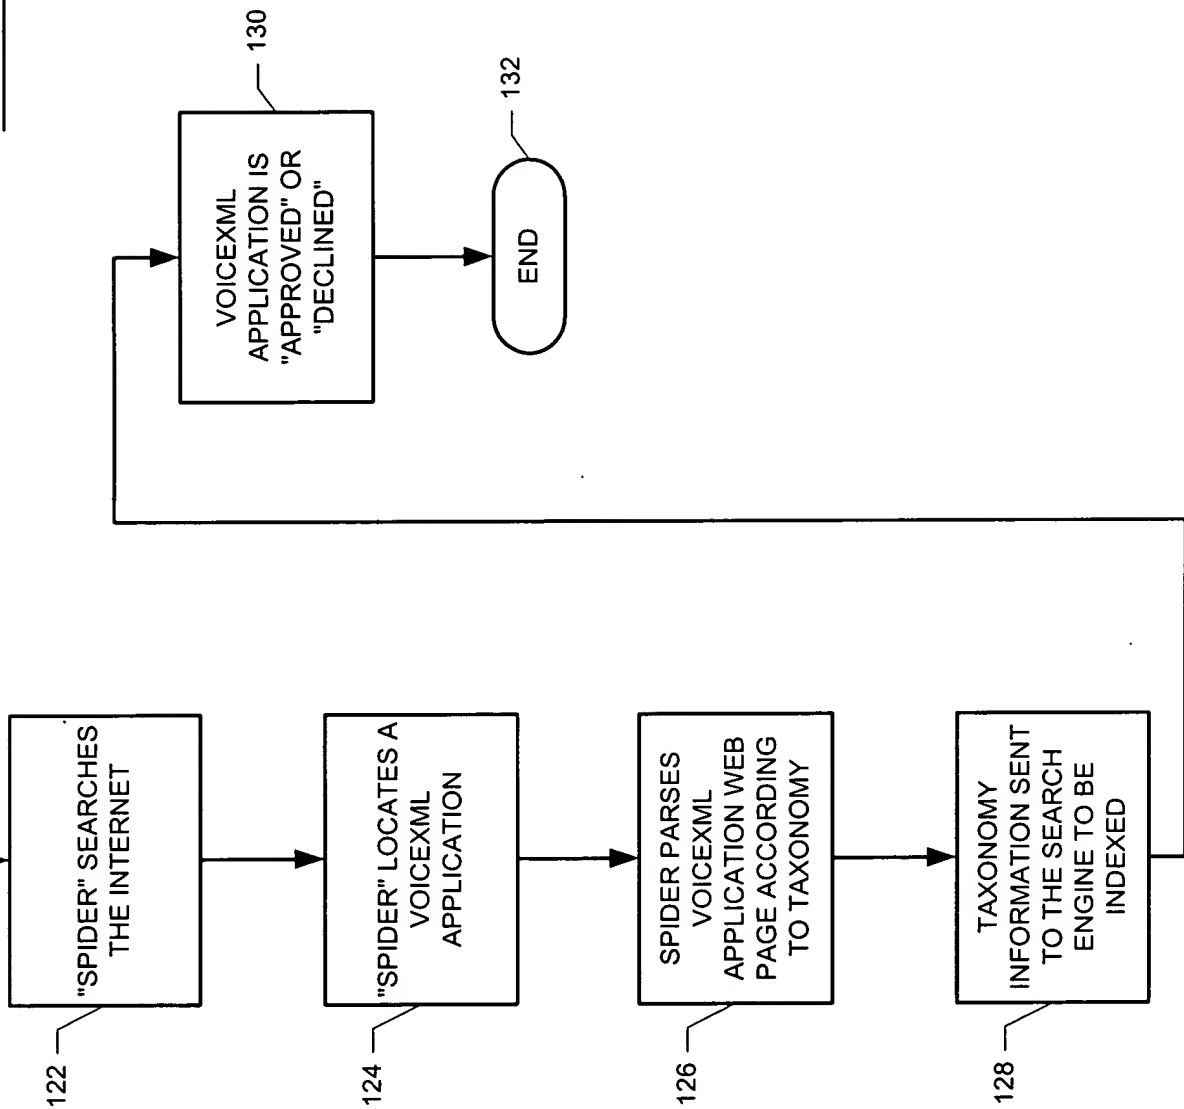 122
"SPIDER" SEARCHES
THE INTERNET
124
"SPIDER" LOCATES A
VOICEXML
APPLICATION
126
SPIDER PARSES
VOICEXML
APPLICATION WEB
PAGE ACCORDING
TO TAXONOMY
128
TAXONOMY
INFORMATION SENT
TO THE SEARCH
ENGINE TO BE
INDEXED
130
VOICEXML
APPLICATION IS
"APPROVED" OR
"DECLINED"
132
END